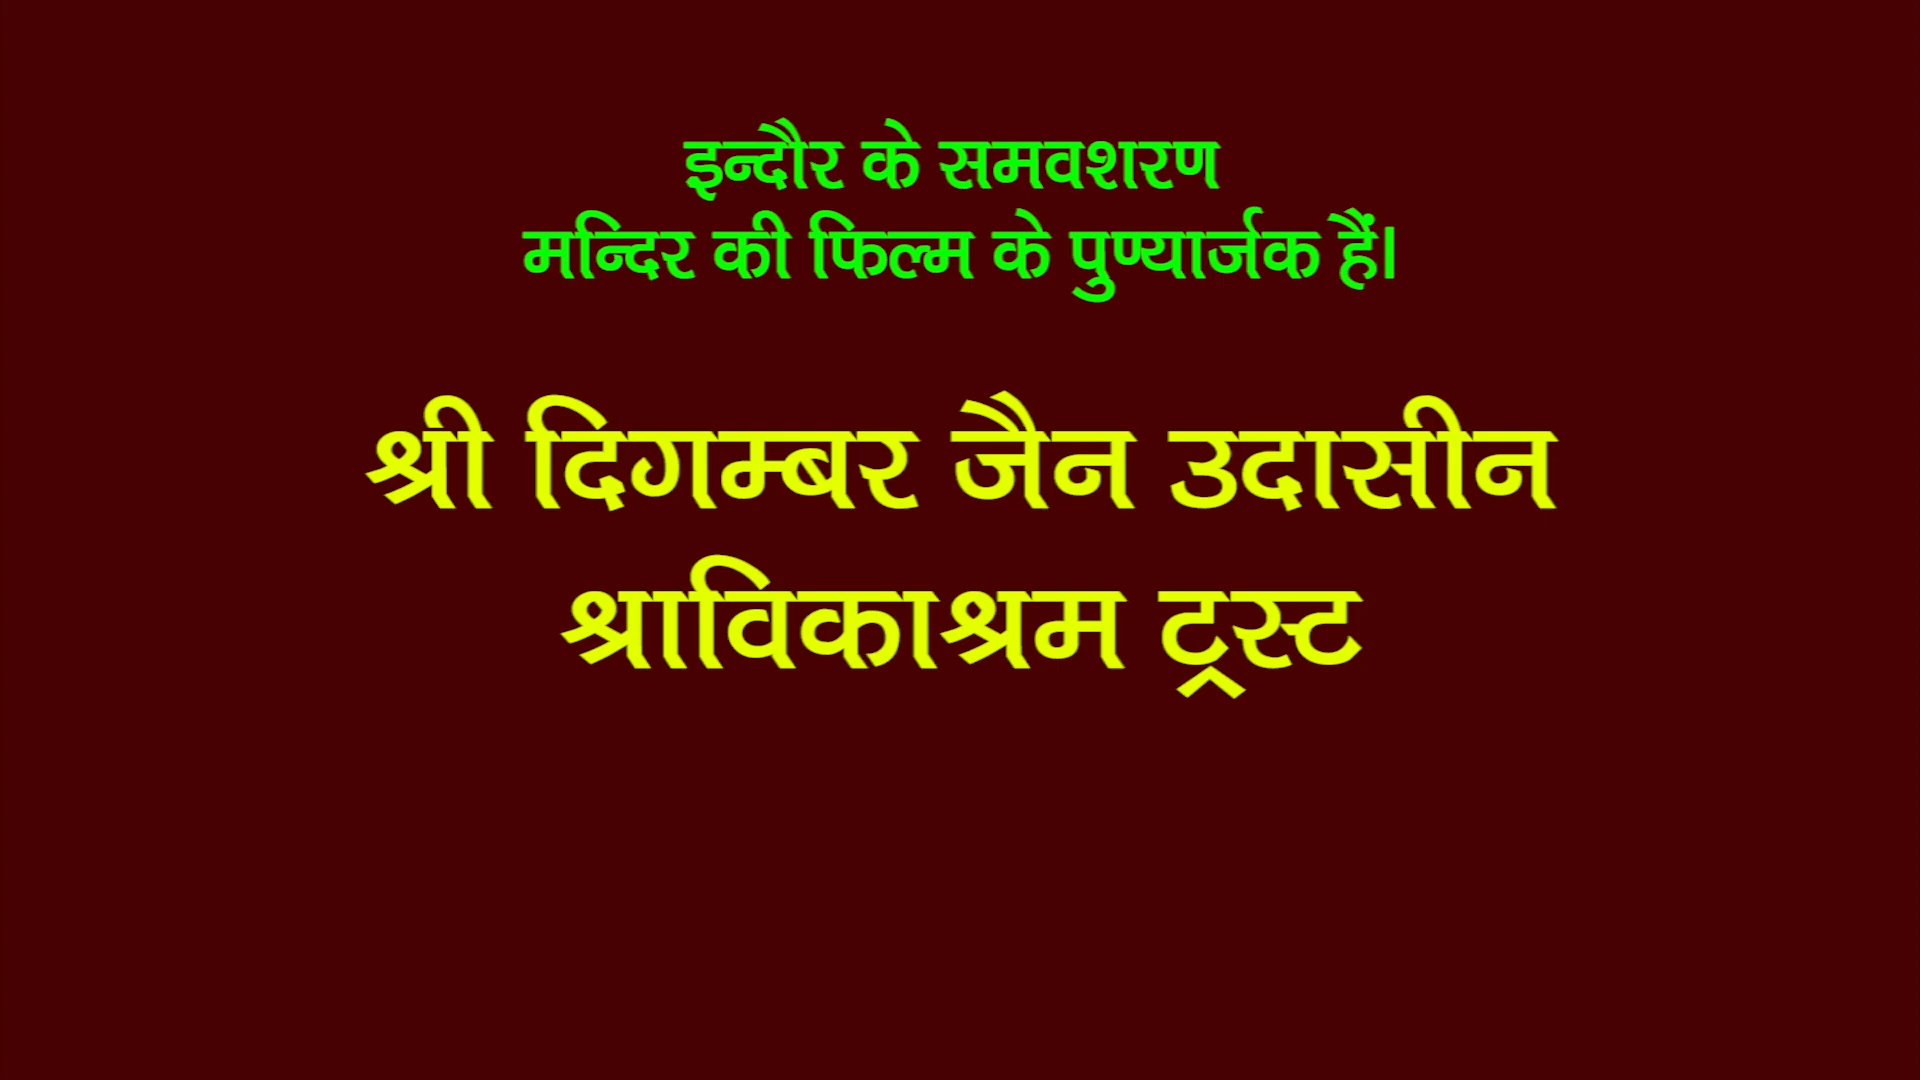 इन्दौर के समवशरण
मन्दिर की फिल्म के पुण्यार्जक हैं।
श्री दिगम्बर जैन उदासीन
श्राविकाश्रम ट्रस्ट